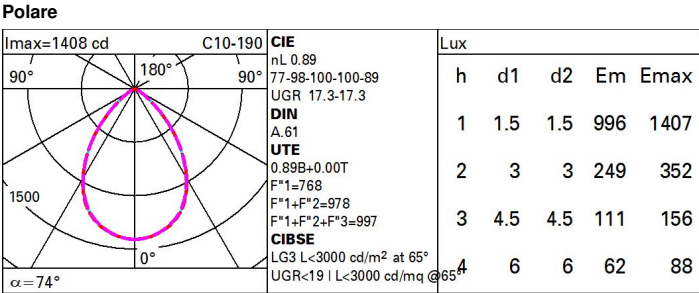 Polare
Imax=1408 cd C10-190
90° 180° 90°
1500
0°
α=74°
CIE
nL 0.89
77-98-100-100-89
UGR 17.3-17.3
DIN
A.61
UTE
0.89B+0.00T
F"1=768
F"1+F"2=978
F"1+F"2+F"3=997
CIBSE
LG3 L<3000 cd/m² at 65°
UGR<19 | L<3000 cd/mq @65°
Lux
h d1 d2 Em Emax
1 1.5 1.5 996 1407
2 3 3 249 352
3 4.5 4.5 111 156
4 6 6 62 88